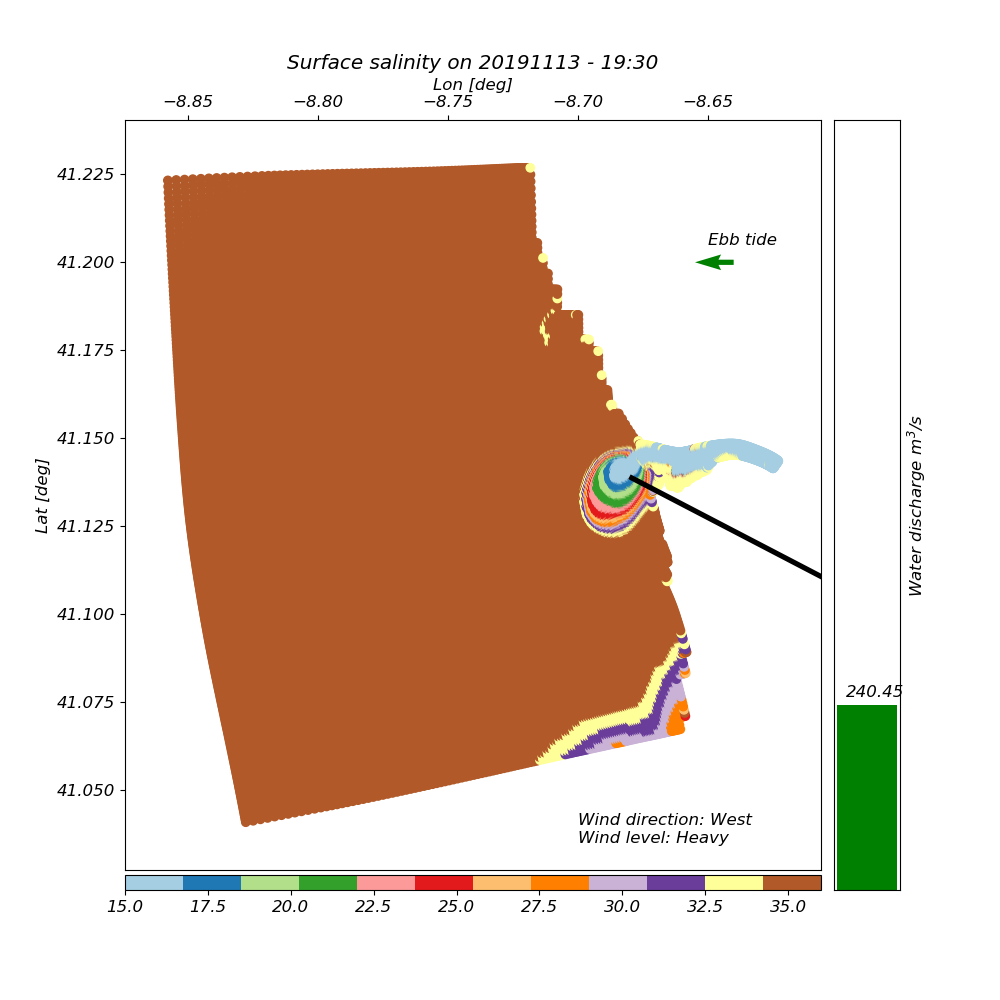 Surface salinity on 20191113 - 19:30
Lon [deg]
−8.85 −8.80 −8.75 −8.70 −8.65
41.225
41.200
41.175
41.150
41.125
41.100
41.075
41.050
Lat [deg]
Ebb tide
Water discharge m³/s
240.45
Wind direction: West
Wind level: Heavy
15.0 17.5 20.0 22.5 25.0 27.5 30.0 32.5 35.0